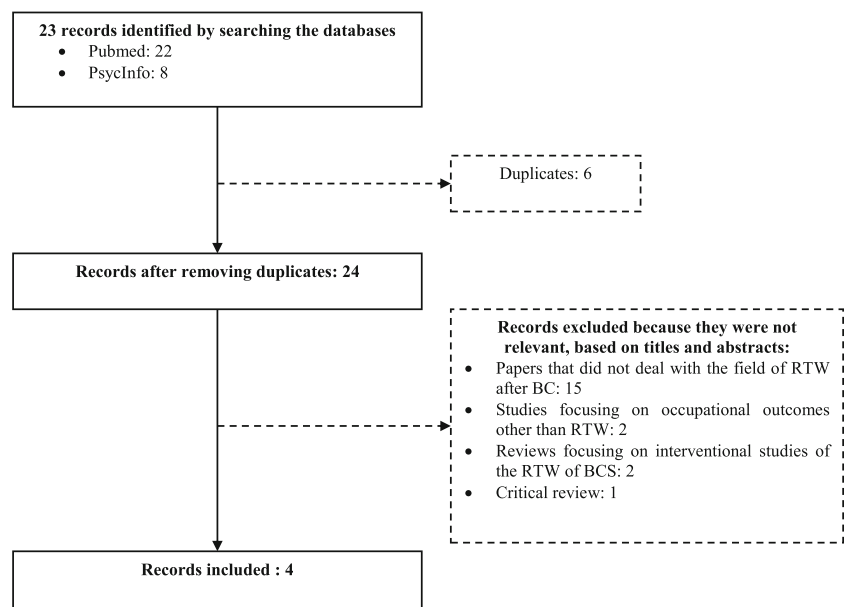 23 records identified by searching the databases
• Pubmed: 22
• PsycInfo: 8
Duplicates: 6
Records after removing duplicates: 24
Records excluded because they were not
relevant, based on titles and abstracts:
• Papers that did not deal with the field of RTW
after BC: 15
• Studies focusing on occupational outcomes
other than RTW: 2
• Reviews focusing on interventional studies of
the RTW of BCS: 2
• Critical review: 1
Records included : 4